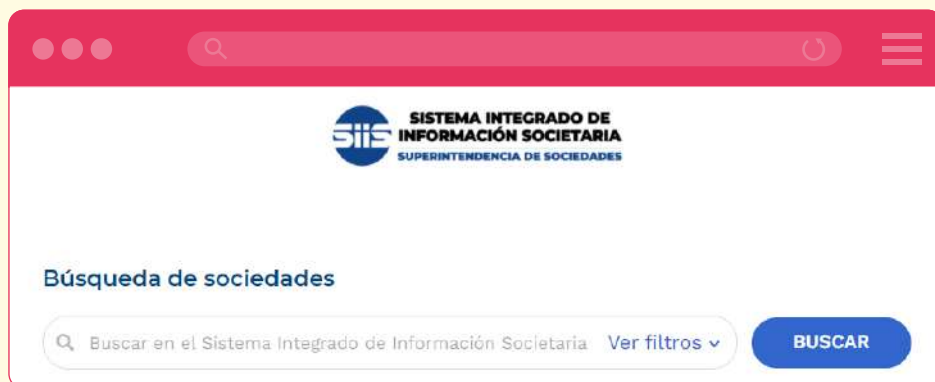 siis
SISTEMA INTEGRADO DE
INFORMACIÓN SOCIETARIA
SUPERINTENDENCIA DE SOCIEDADES
Búsqueda de sociedades
Buscar en el Sistema Integrado de Información Societaria Ver filtros BUSCAR